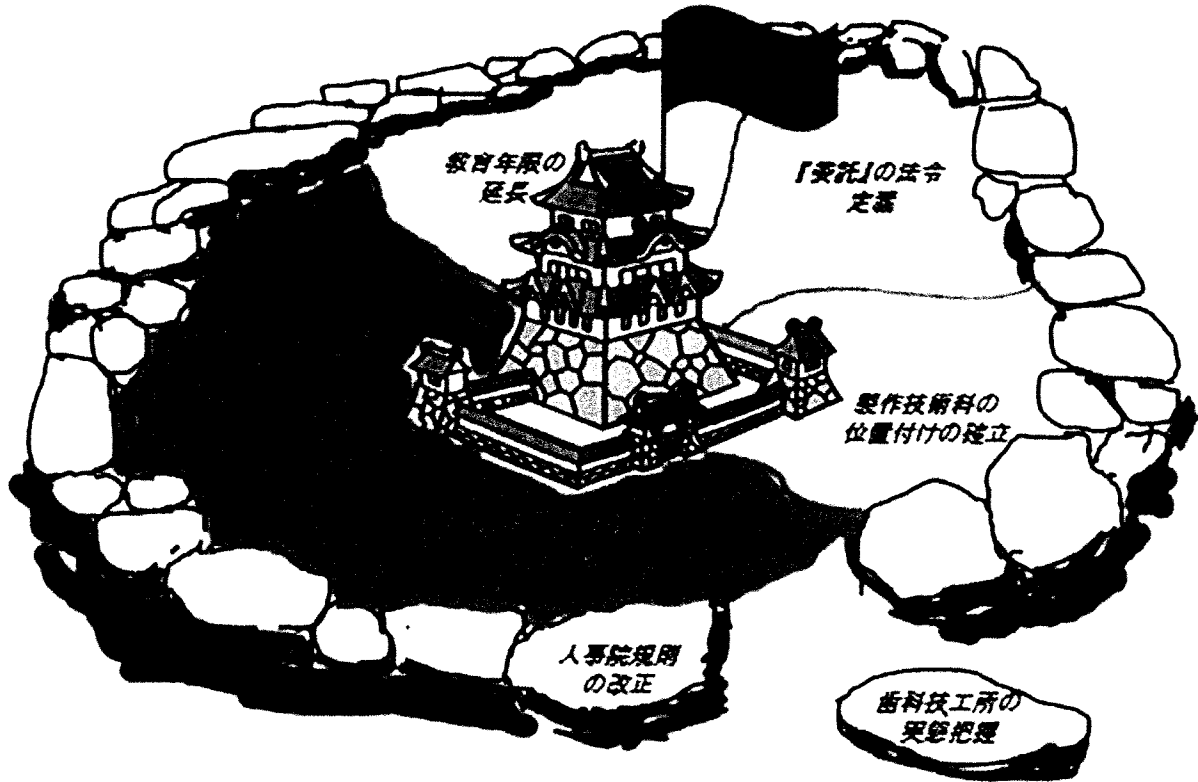 教育年限の
延長
『委託』の法令
定義
製作技術科の
位置付けの確立
人事院規則
の改正
歯科技工所の
実態把握